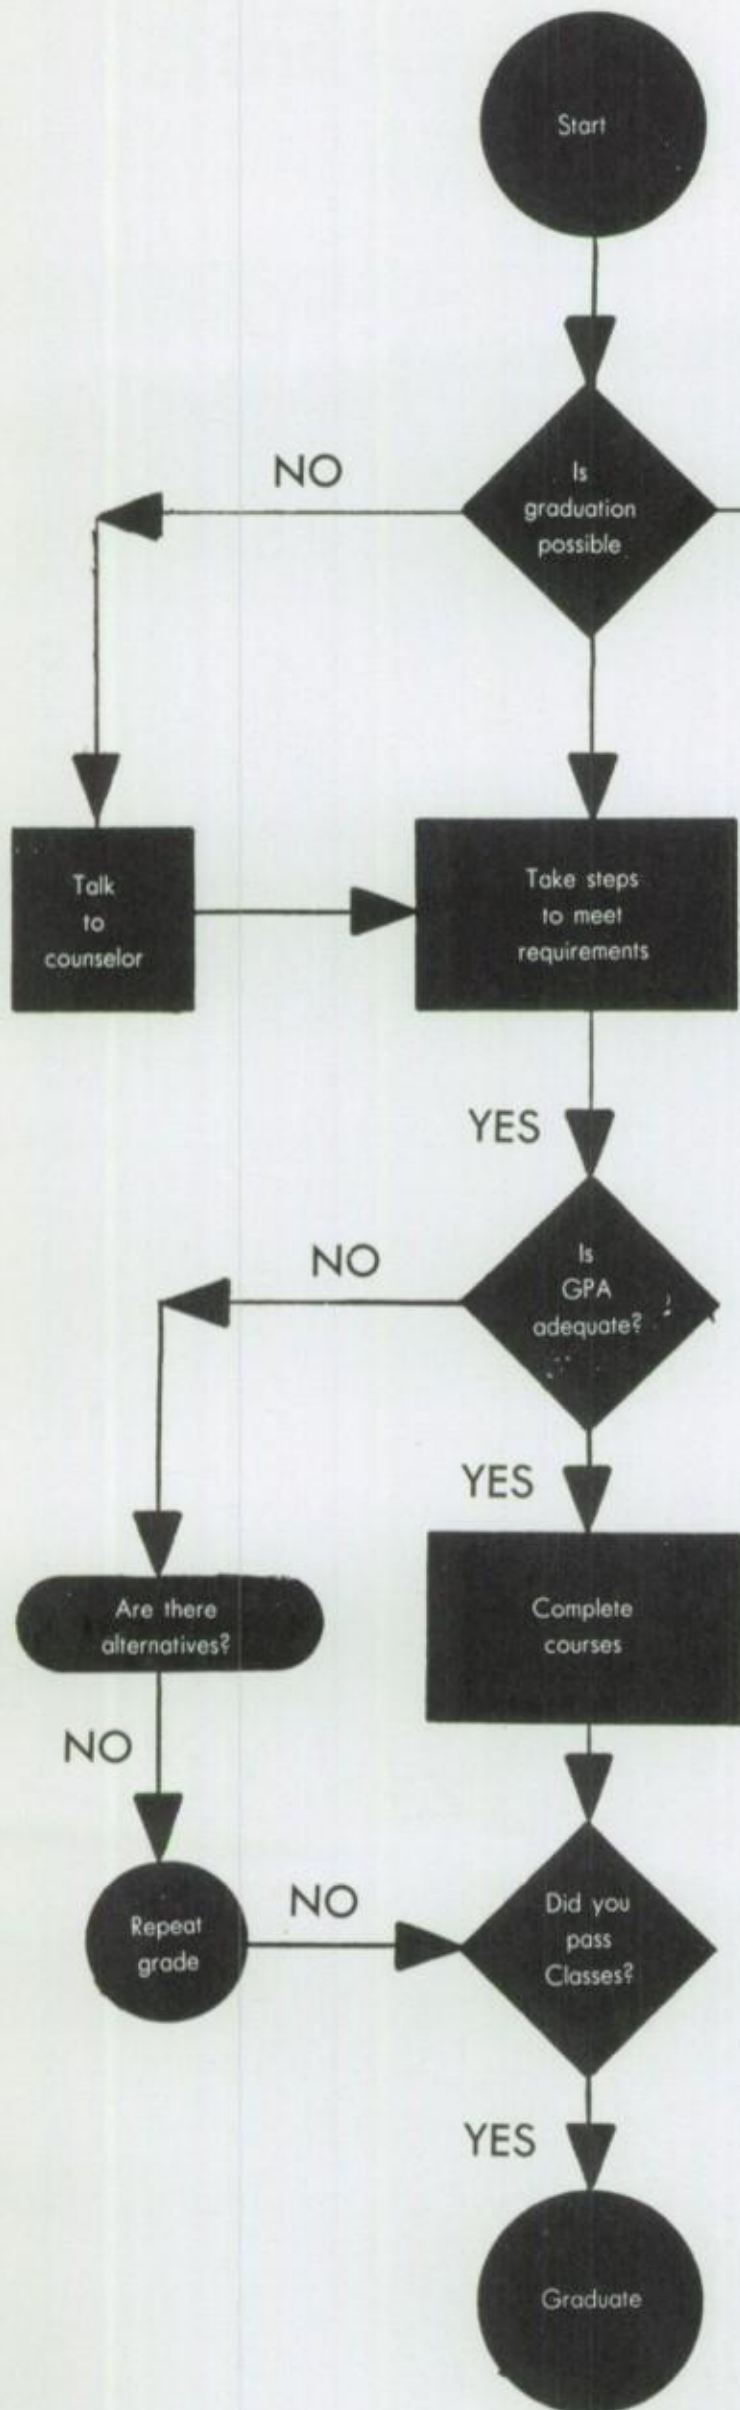 Start
Is
graduation
possible
NO
Talk
to
counselor
Take steps
to meet
requirements
YES
Is
GPA
adequate?
NO
YES
Are there
alternatives?
Complete
courses
NO
Repeat
grade
NO
Did you
pass
Classes?
YES
Graduate